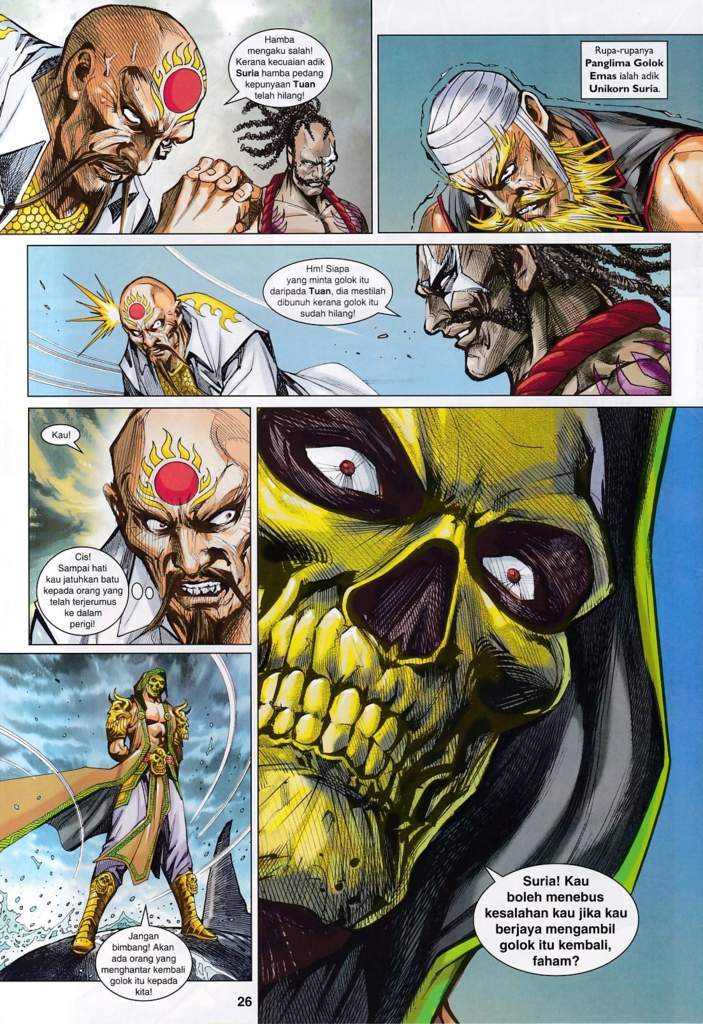 Hamba
mengaku salah!
Kerana kecuaian adik
Suria hamba pedang
kepunyaan Tuan
telah hilang!
Rupa-rupanya
Panglima Golok
Emas ialah adik
Unikorn Suria.
Hm! Siapa
yang minta golok itu
daripada Tuan, dia mestilah
dibunuh kerana golok itu
sudah hilang!
Kau!
Cis!
Sampai hati
kau jatuhkan batu
kepada orang yang
telah terjerumus
ke dalam
perigi!
Suria! Kau
boleh menebus
kesalahan kau jika kau
berjaya mengambil
golok itu kembali,
faham?
Jangan
bimbang! Akan
ada orang yang
menghantar kembali
golok itu kepada
kita!
26